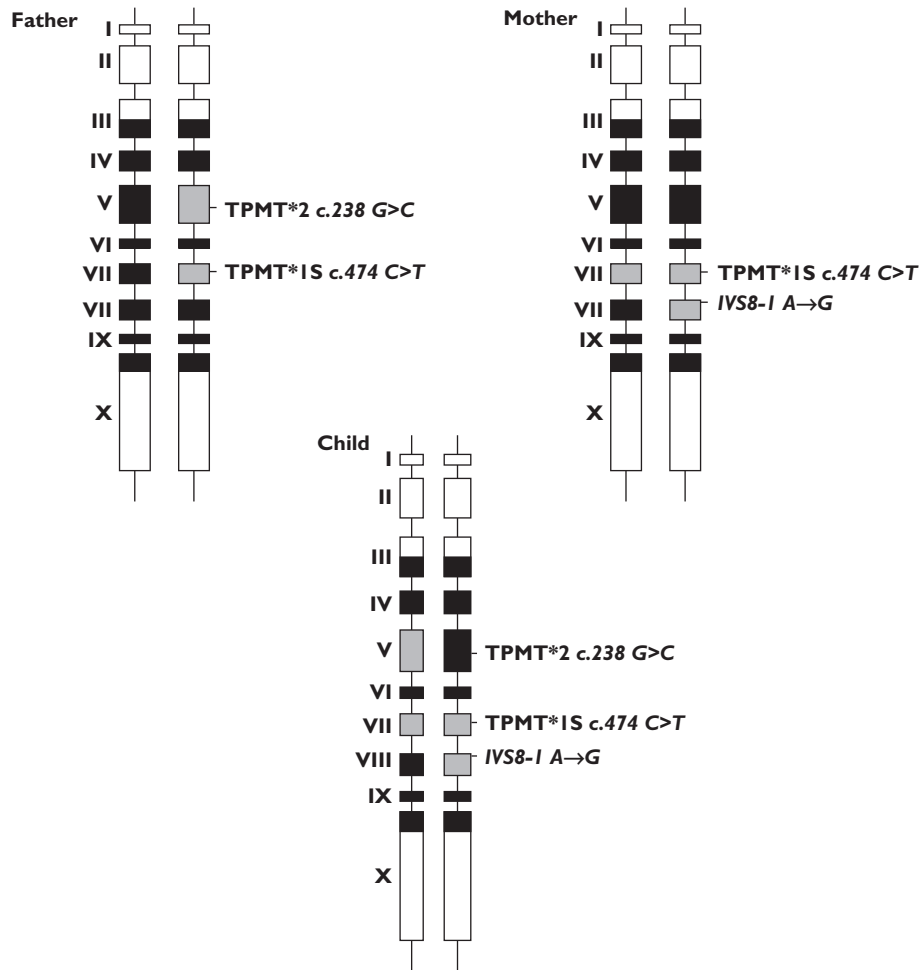 Father
I
II
III
IV
V
TPMT*2 c.238 G>C
VI
VII
TPMT*1S c.474 C>T
VII
IX
X
Mother
I
II
III
IV
V
VI
VII
TPMT*1S c.474 C>T
VII
IVS8-1 A→G
IX
X
Child
I
II
III
IV
V
TPMT*2 c.238 G>C
VI
VII
TPMT*1S c.474 C>T
VIII
IVS8-1 A→G
IX
X